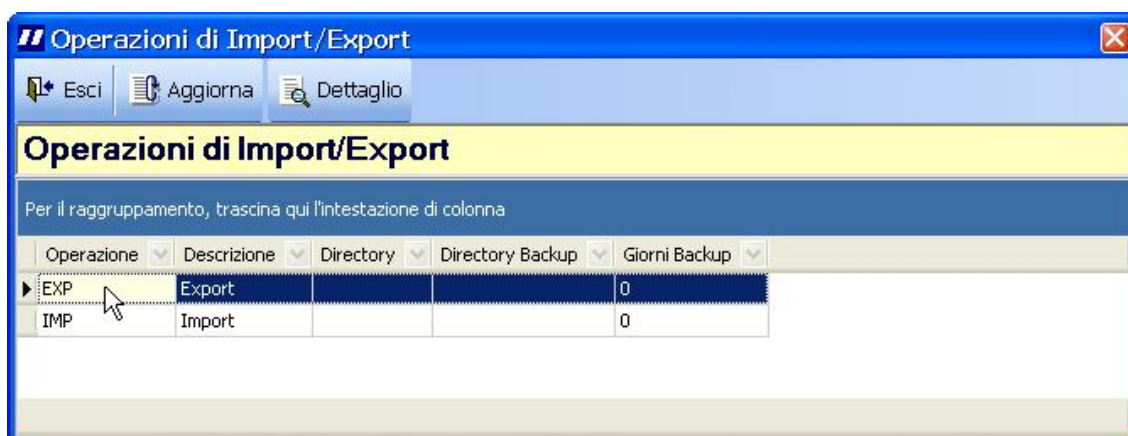 Operazioni di Import/Export
Esci Aggiorna Dettaglio
Operazioni di Import/Export
Per il raggruppamento, trascina qui l'intestazione di colonna
Operazione Descrizione Directory Directory Backup Giorni Backup
EXP Export 0
IMP Import 0